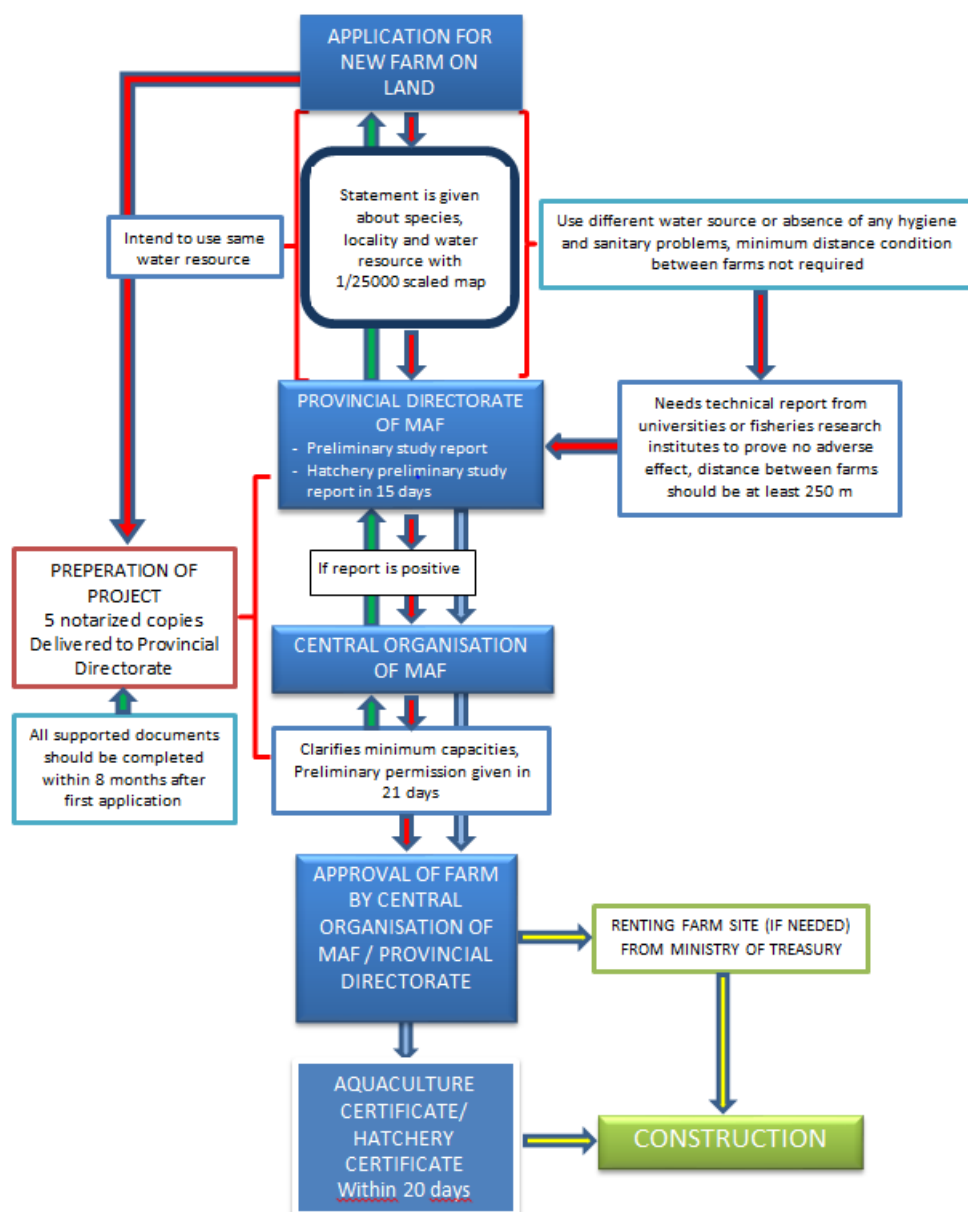 APPLICATION FOR
NEW FARM ON
LAND
Statement is given
about species,
locality and water
resource with
1/25000 scaled map
Intend to use same
water resource
Use different water source or absence of any hygiene
and sanitary problems, minimum distance condition
between farms not required
PROVINCIAL DIRECTORATE
OF MAF
- Preliminary study report
- Hatchery preliminary study
report in 15 days
Needs technical report from
universities or fisheries research
institutes to prove no adverse
effect, distance between farms
should be at least 250 m
If report is positive
PREPERATION OF
PROJECT
5 notarized copies
Delivered to Provincial
Directorate
CENTRAL ORGANISATION
OF MAF
All supported documents
should be completed
within 8 months after
first application
Clarifies minimum capacities,
Preliminary permission given in
21 days
APPROVAL OF FARM
BY CENTRAL
ORGANISATION OF
MAF / PROVINCIAL
DIRECTORATE
RENTING FARM SITE (IF NEEDED)
FROM MINISTRY OF TREASURY
AQUACULTURE
CERTIFICATE/
HATCHERY
CERTIFICATE
Within 20 days
CONSTRUCTION